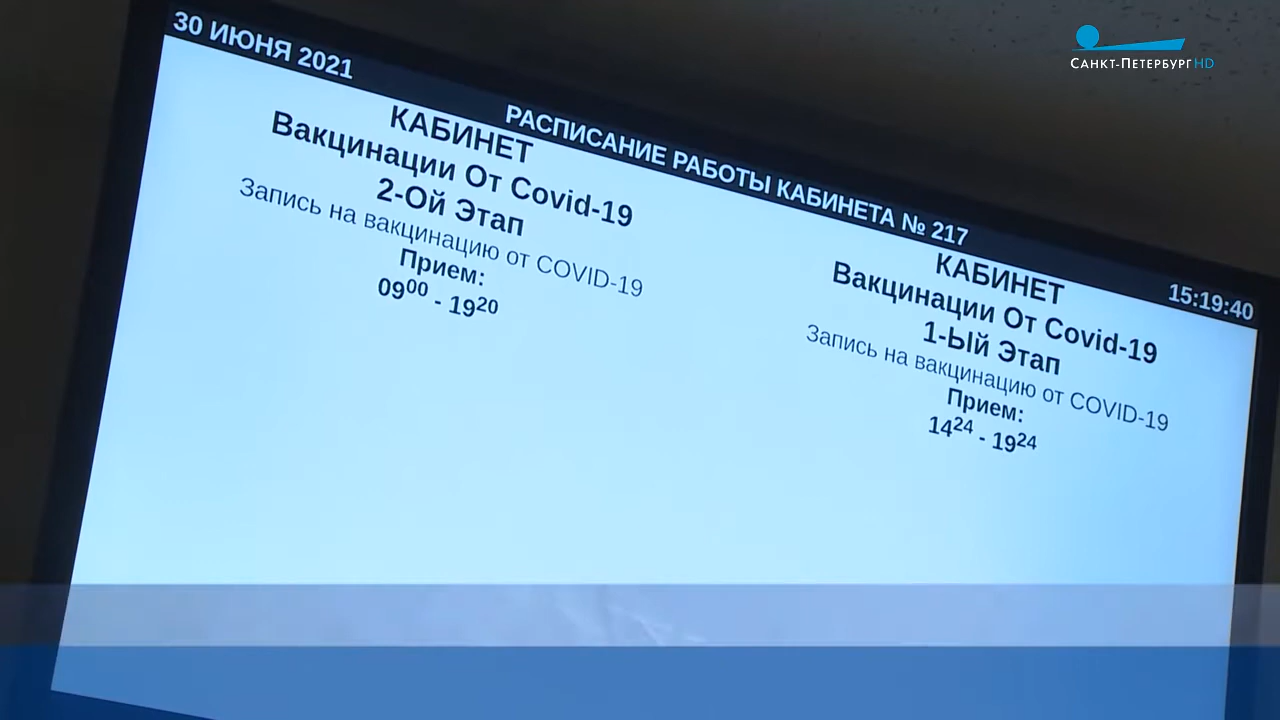 30 ИЮНЯ 2021
РАСПИСАНИЕ РАБОТЫ КАБИНЕТА № 217
15:19:40
КАБИНЕТ
Вакцинации От Covid-19
2-Ой Этап
Запись на вакцинацию от COVID-19
Прием:
09⁰⁰ - 19²⁰
КАБИНЕТ
Вакцинации От Covid-19
1-Ый Этап
Запись на вакцинацию от COVID-19
Прием:
14²⁴ - 19²⁴
САНКТ-ПЕТЕРБУРГ HD